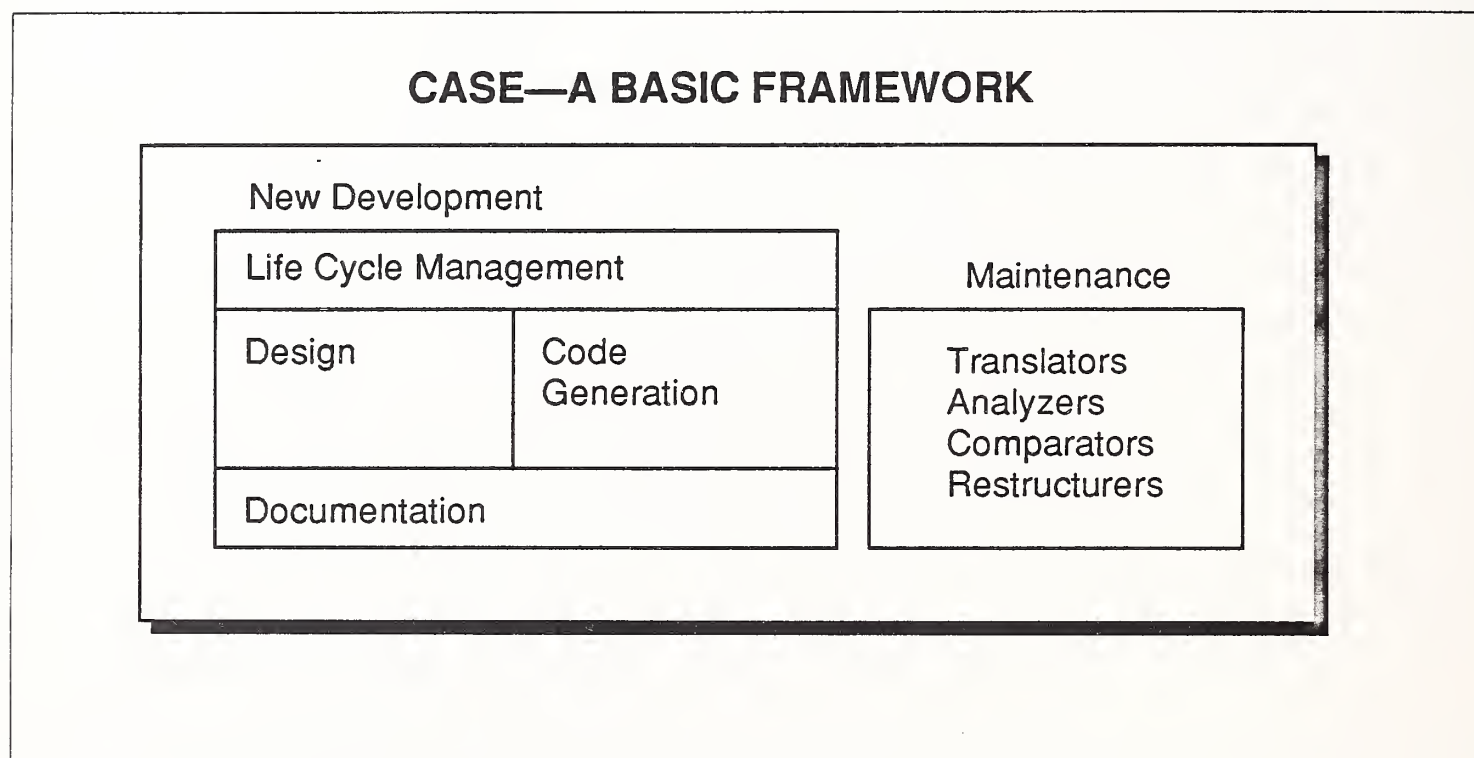 CASE—A BASIC FRAMEWORK
New Development
Life Cycle Management
Design
Code
Generation
Documentation
Maintenance
Translators
Analyzers
Comparators
Restructurers